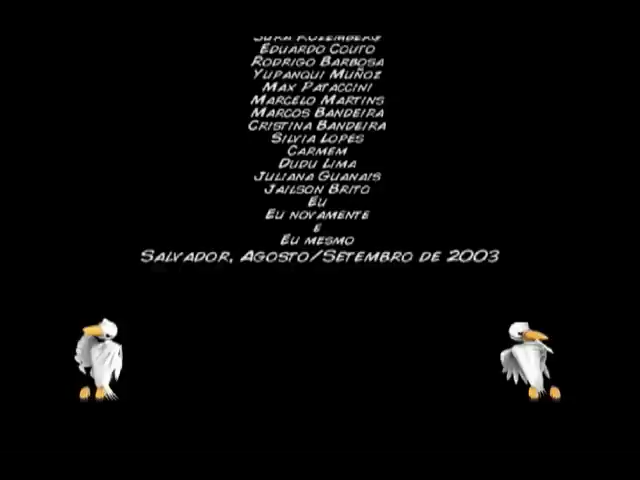 Eduardo Couto
Rodrigo Barbosa
Yupanqui Muñoz
Max Pataccini
Marcelo Martins
Marcos Bandeira
Cristina Bandeira
Silvia Lopes
Carmem
Dudu Lima
Juliana Guanais
Jailson Brito
Eu
Eu novamente
E
Eu mesmo
Salvador, Agosto/Setembro de 2003